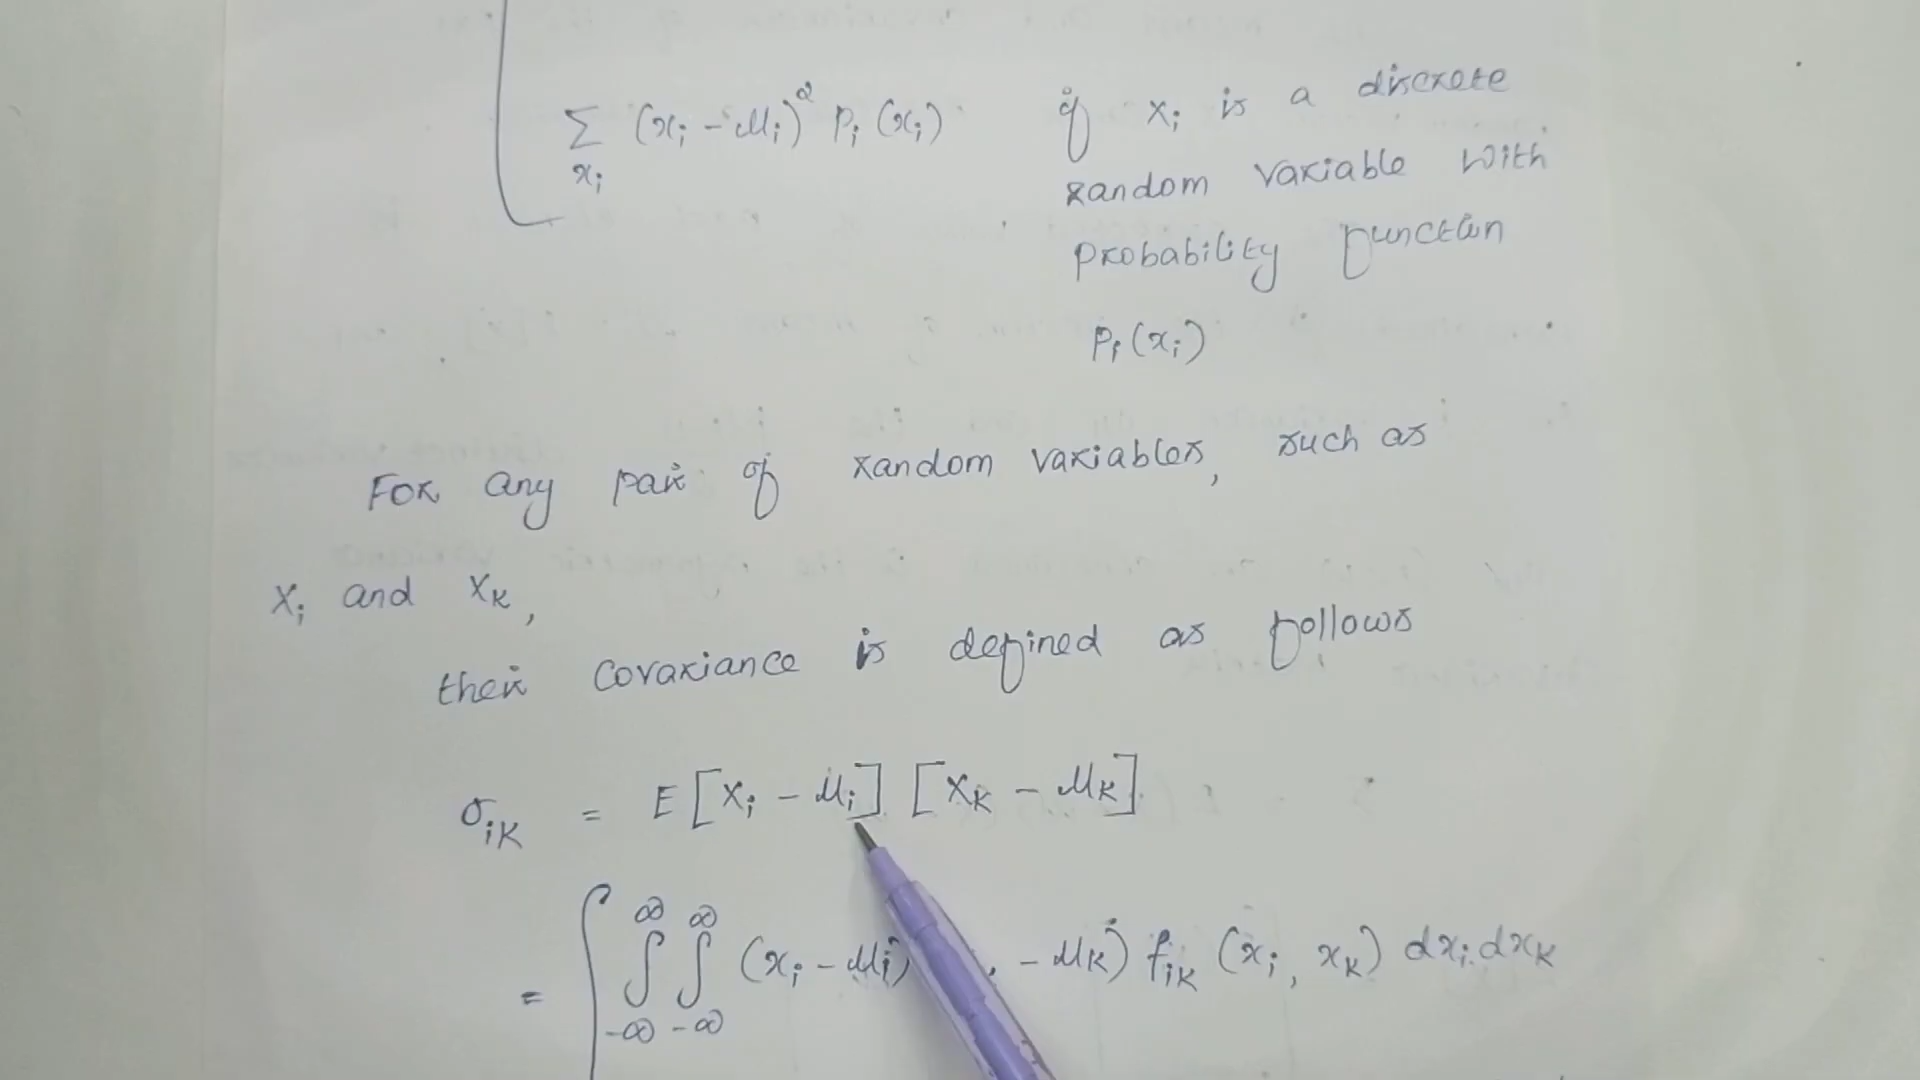 ∑ (xᵢ - μᵢ)² pᵢ (xᵢ) if Xᵢ is a discrete
xᵢ
random variable with
probability function
pᵢ (xᵢ)
For any pair of random variables, such as
Xᵢ and Xₖ,
their covariance is defined as follows
σᵢₖ = E [Xᵢ - μᵢ] [Xₖ - μₖ]
= ∞ ∞
∫ ∫ (xᵢ - μᵢ) - μₖ) fᵢₖ (xᵢ, xₖ) dxᵢ dxₖ
-∞ -∞